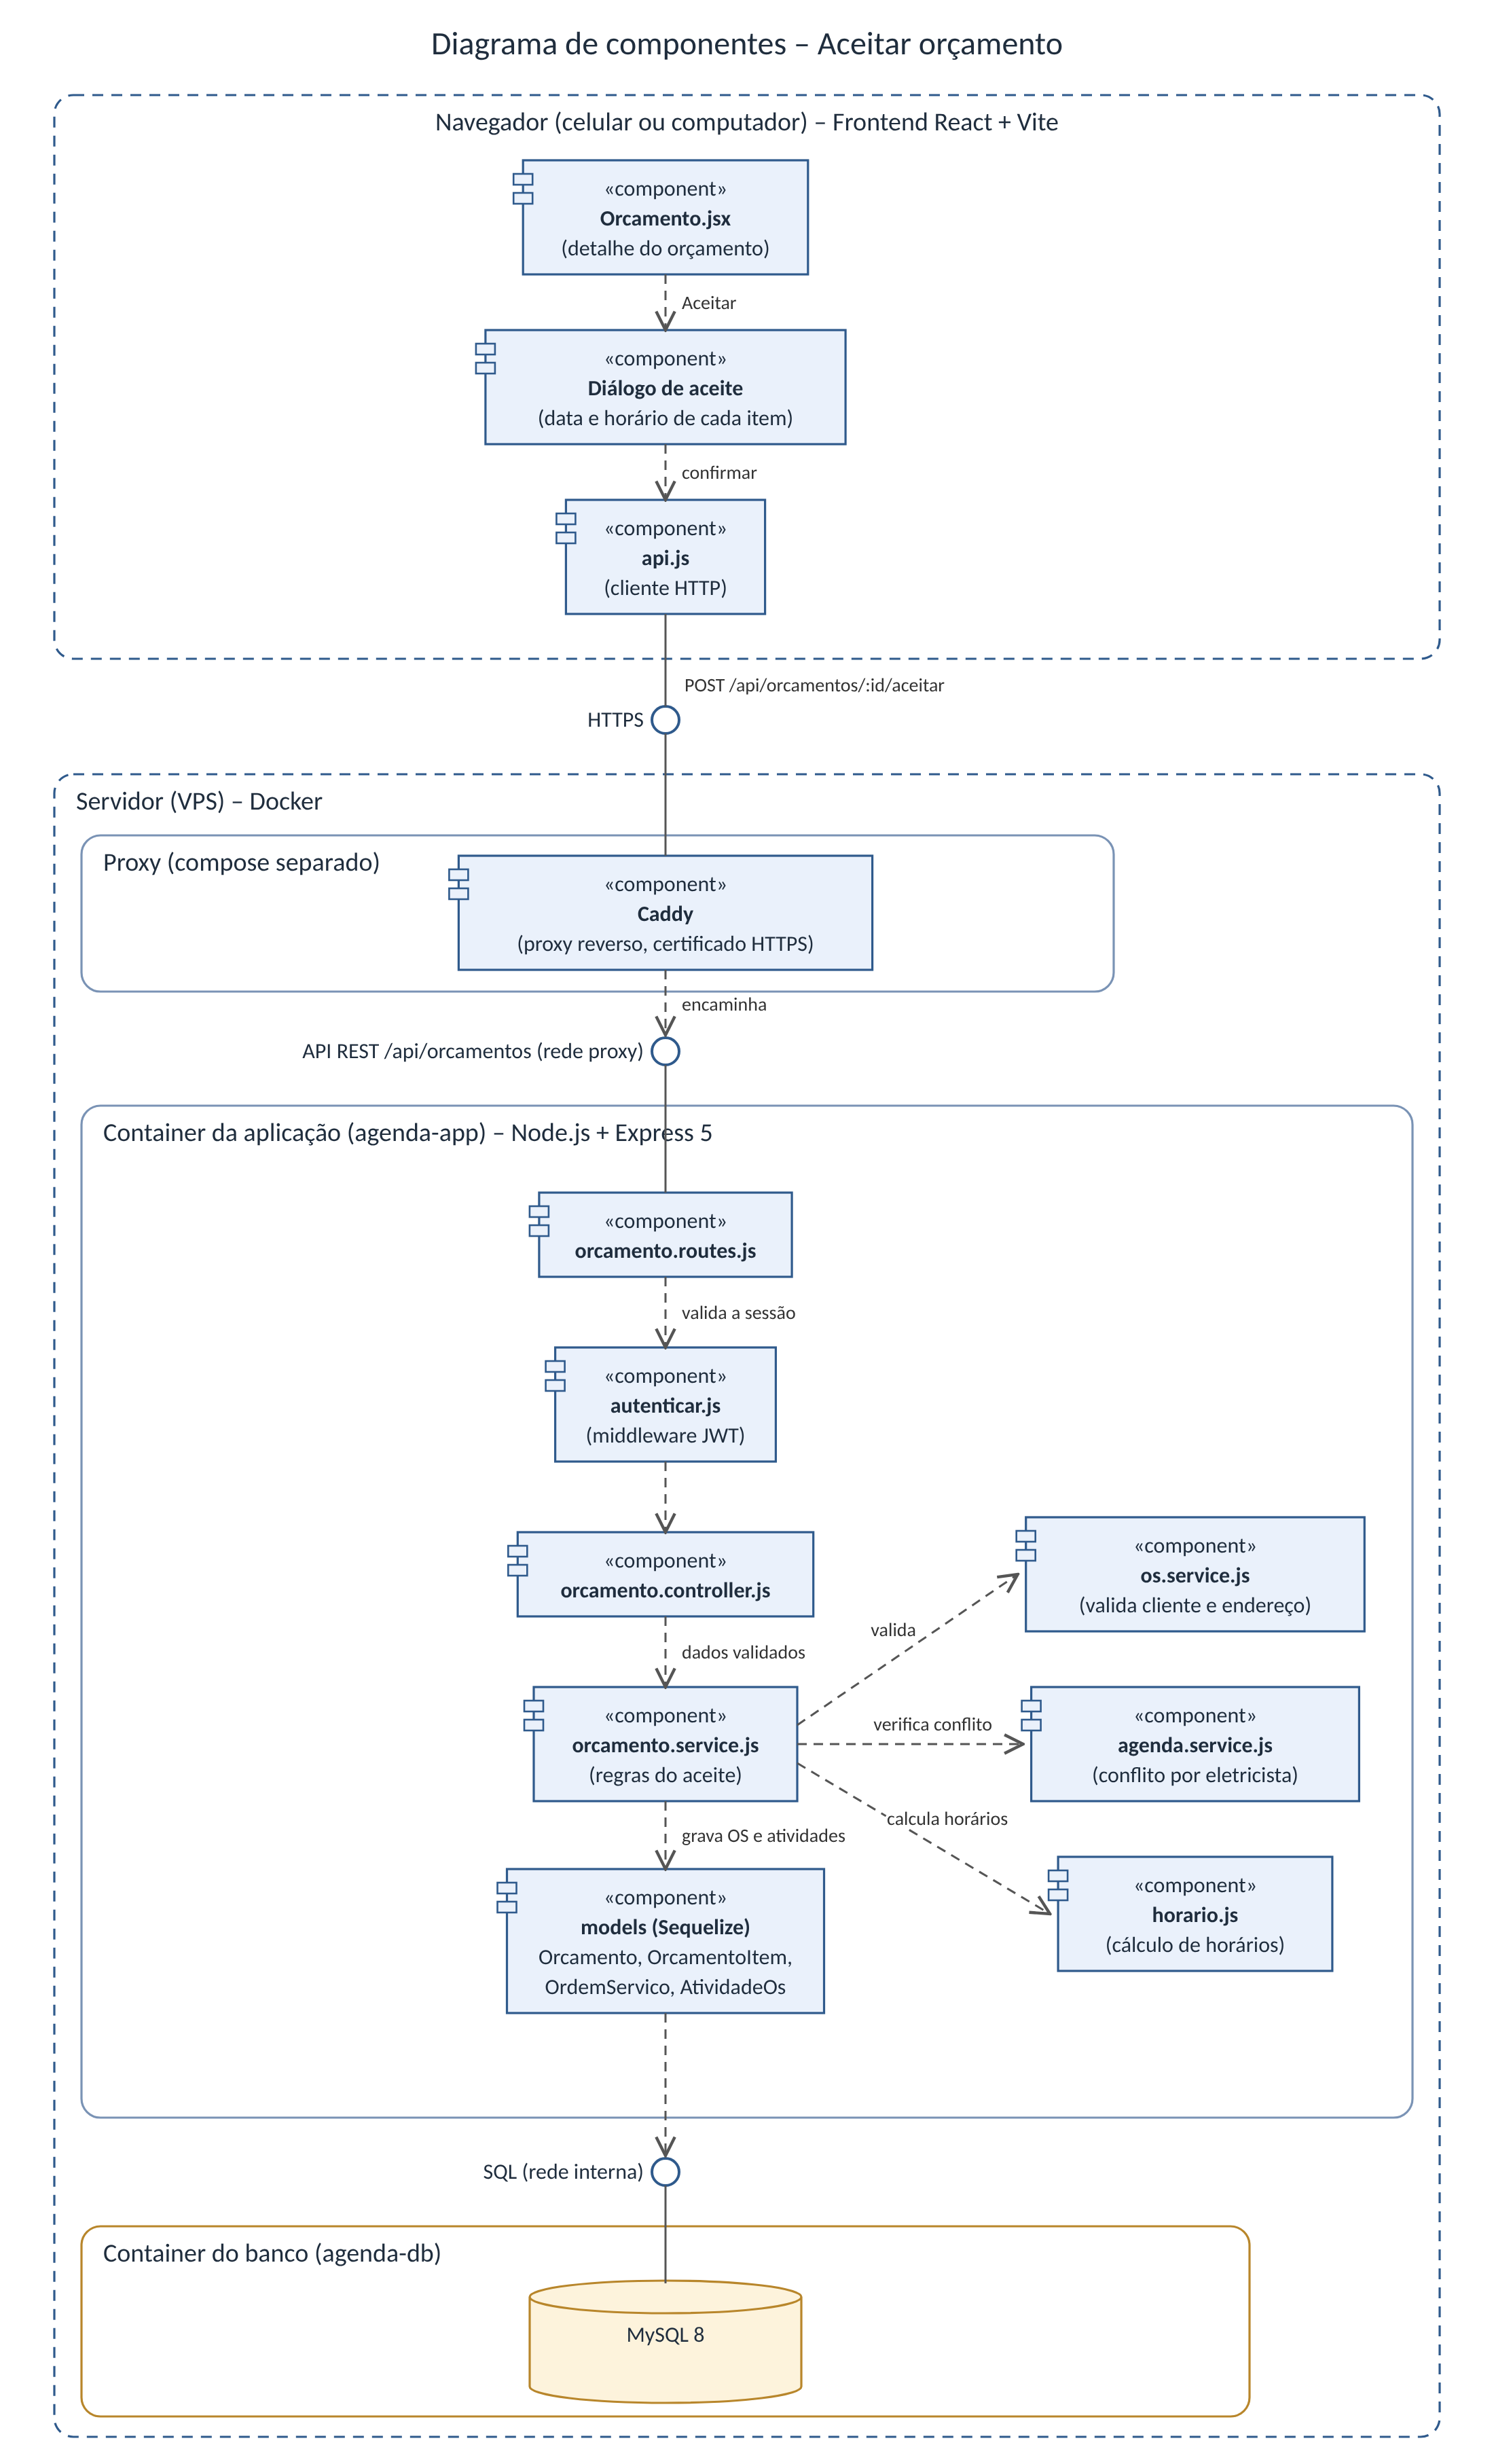 Diagrama de componentes – Aceitar orçamento
Navegador (celular ou computador) – Frontend React + Vite
«component»
Orcamento.jsx
(detalhe do orçamento)
Aceitar
«component»
Diálogo de aceite
(data e horário de cada item)
confirmar
«component»
api.js
(cliente HTTP)
POST /api/orcamentos/:id/aceitar
HTTPS
Servidor (VPS) – Docker
Proxy (compose separado)
«component»
Caddy
(proxy reverso, certificado HTTPS)
encaminha
API REST /api/orcamentos (rede proxy)
Container da aplicação (agenda-app) – Node.js + Express 5
«component»
orcamento.routes.js
valida a sessão
«component»
autenticar.js
(middleware JWT)
«component»
orcamento.controller.js
«component»
os.service.js
(valida cliente e endereço)
valida
dados validados
«component»
orcamento.service.js
(regras do aceite)
verifica conflito
«component»
agenda.service.js
(conflito por eletricista)
calcula horários
grava OS e atividades
«component»
horario.js
(cálculo de horários)
«component»
models (Sequelize)
Orcamento, OrcamentoItem,
OrdemServico, AtividadeOs
SQL (rede interna)
Container do banco (agenda-db)
MySQL 8